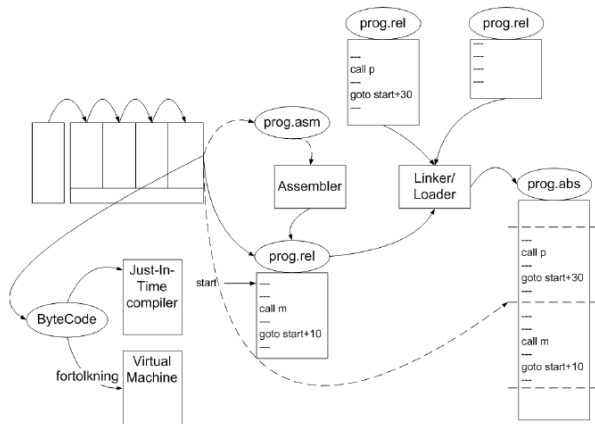 prog.rel
---
call p
---
goto start+30
---
prog.rel
---
---
---
---
prog.asm
Assembler
Linker/
Loader
prog.abs
---
call p
---
goto start+30
---
---
---
call m
---
goto start+10
---
prog.rel
start
---
---
call m
---
goto start+10
---
ByteCode
Just-In-
Time
compiler
fortolkning
Virtual
Machine